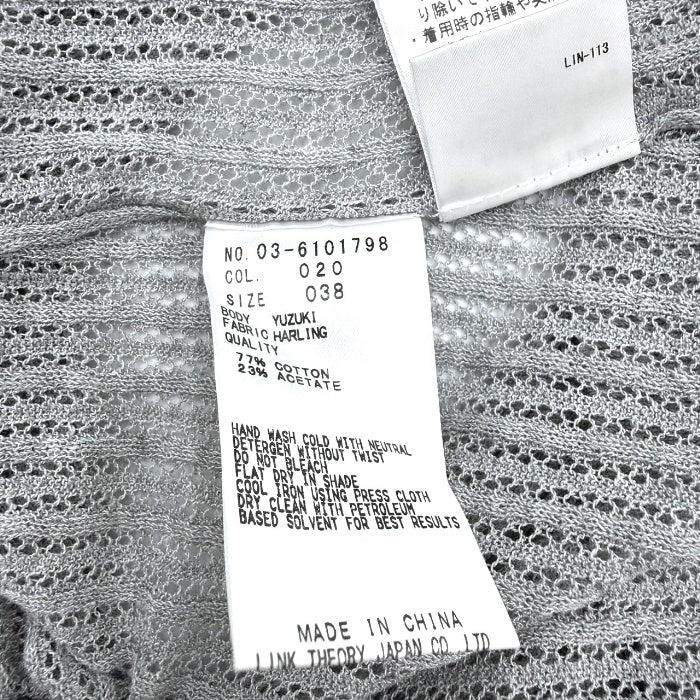 り除いて
・着用時の指輪や
LIN-113
NO. 03-6101798
COL. 020
SIZE 038
BODY YUZUKI
FABRIC HARLING
QUALITY
77% COTTON
23% ACETATE
HAND WASH COLD WITH NEUTRAL
DETERGEN WITHOUT TWIST
DO NOT BLEACH
FLAT DRY IN SHADE
COOL IRON USING PRESS CLOTH
DRY CLEAN WITH PETROLEUM
BASED SOLVENT FOR BEST RESULTS
MADE IN CHINA
LINK THEORY JAPAN CO. LTD